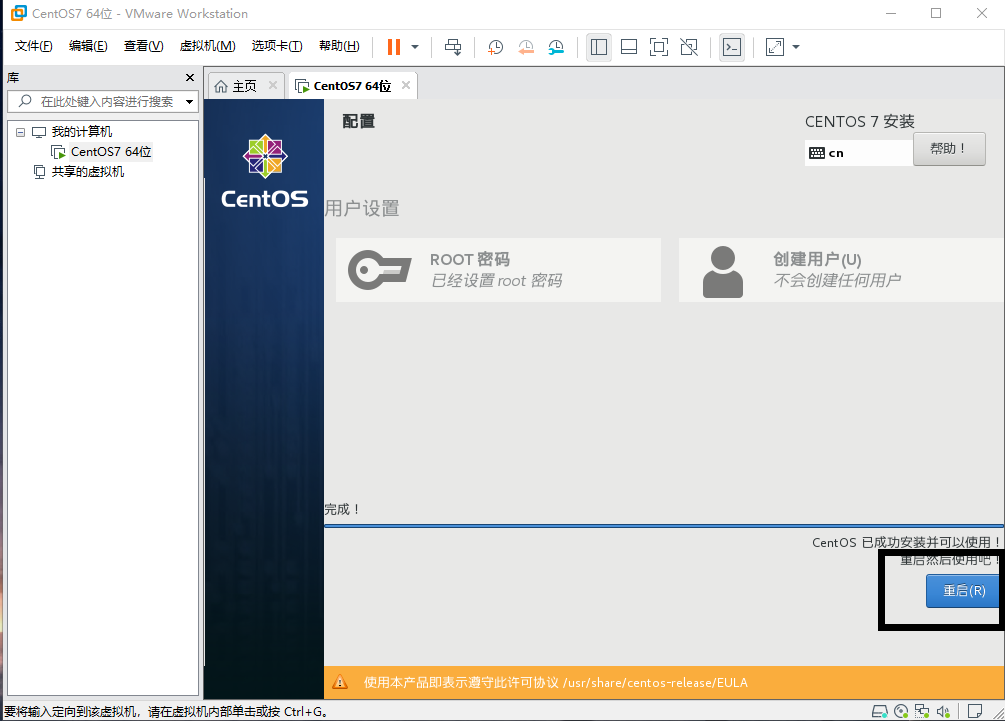 CentOS7 64位 - VMware Workstation
文件(F) 编辑(E) 查看(V) 虚拟机(M) 选项卡(T) 帮助(H)
库
主页
CentOS7 64位
在此处键入内容进行搜索
我的计算机
CentOS7 64位
共享的虚拟机
CentOS
配置
CENTOS 7 安装
cn
帮助！
用户设置
ROOT 密码
已经设置 root 密码
创建用户(U)
不会创建任何用户
完成！
CentOS 已成功安装并可以使用！
重启然后使用吧！
重启(R)
使用本产品即表示遵守此许可协议 /usr/share/centos-release/EULA
要将输入定向到该虚拟机，请在虚拟机内部单击或按 Ctrl+G。